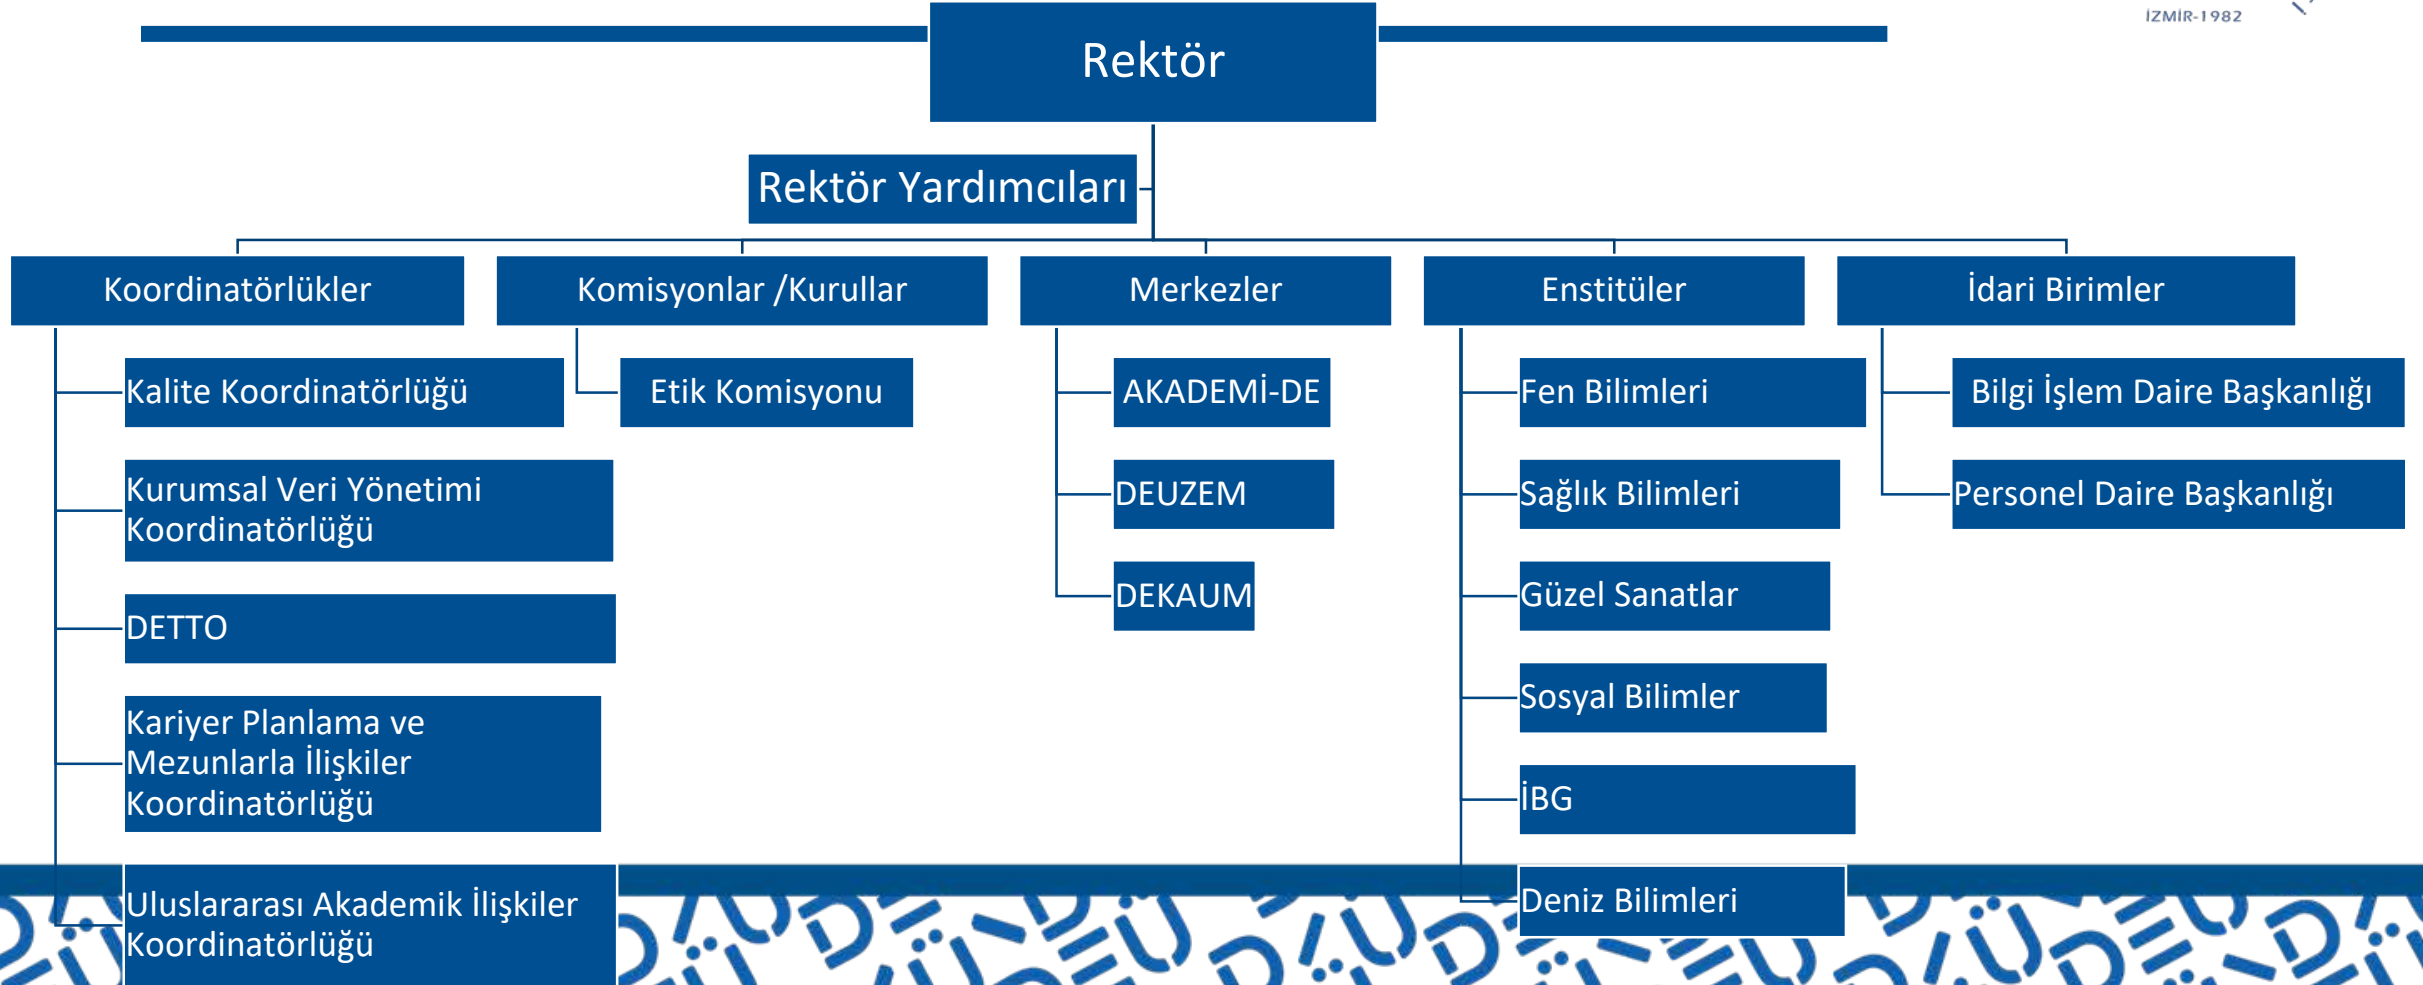 İZMİR-1982
Rektör
Rektör Yardımcıları
Koordinatörlükler
Kalite Koordinatörlüğü
Kurumsal Veri Yönetimi
Koordinatörlüğü
DETTO
Kariyer Planlama ve
Mezunlarla İlişkiler
Koordinatörlüğü
Uluslararası Akademik İlişkiler
Koordinatörlüğü
Komisyonlar /Kurullar
Etik Komisyonu
Merkezler
AKADEMİ-DE
DEUZEM
DEKAUM
Enstitüler
Fen Bilimleri
Sağlık Bilimleri
Güzel Sanatlar
Sosyal Bilimler
İBG
Deniz Bilimleri
İdari Birimler
Bilgi İşlem Daire Başkanlığı
Personel Daire Başkanlığı